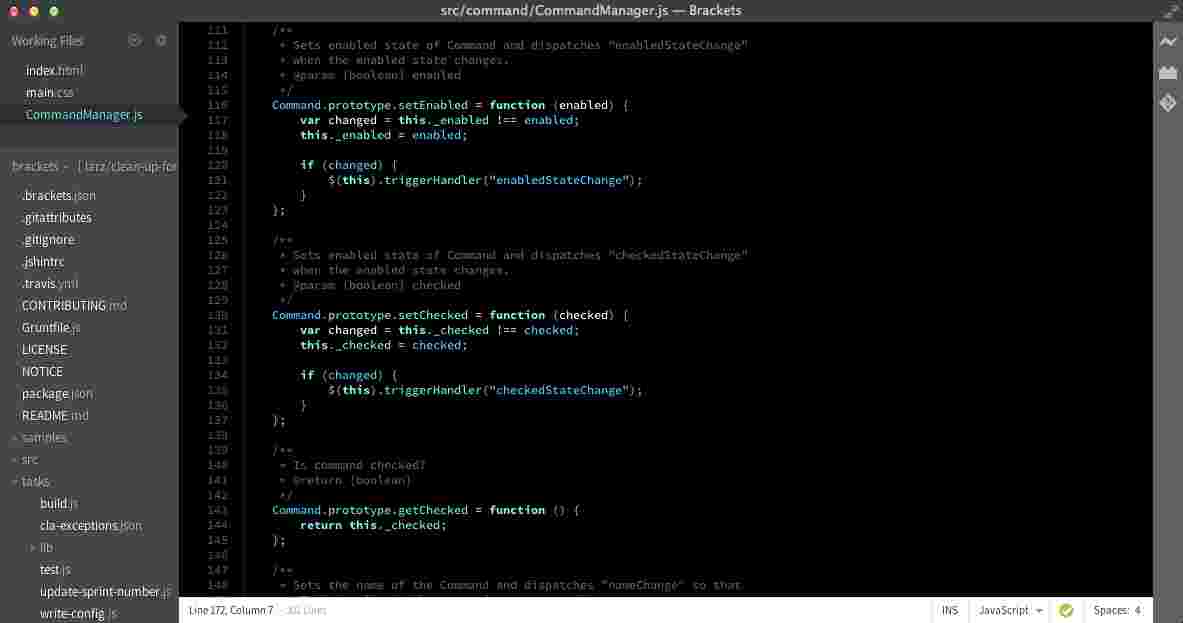 src/command/CommandManager.js — Brackets
Working Files
index.html
main.css
CommandManager.js
brackets - [ larz/clean-up-for
.brackets.json
.gitattributes
.gitignore
.jshintrc
.travis.yml
CONTRIBUTING.md
Gruntfile.js
LICENSE
NOTICE
package.json
README.md
samples
src
tasks
build.js
cla-exceptions.json
lib
test.js
update-sprint-number.js
write-config.js
111 /**
112 * Sets enabled state of Command and dispatches "enabledStateChange"
113 * when the enabled state changes.
114 * @param {boolean} enabled
115 */
116 Command.prototype.setEnabled = function (enabled) {
117 var changed = this._enabled !== enabled;
118 this._enabled = enabled;
119
120 if (changed) {
121 $(this).triggerHandler("enabledStateChange");
122 }
123 };
124
125 /**
126 * Sets enabled state of Command and dispatches "checkedStateChange"
127 * when the enabled state changes.
128 * @param {boolean} checked
129 */
130 Command.prototype.setChecked = function (checked) {
131 var changed = this._checked !== checked;
132 this._checked = checked;
133
134 if (changed) {
135 $(this).triggerHandler("checkedStateChange");
136 }
137 };
138
139 /**
140 * Is command checked?
141 * @return {boolean}
142 */
143 Command.prototype.getChecked = function () {
144 return this._checked;
145 };
146
147 /**
148 * Sets the name of the Command and dispatches "nameChange" so that
Line 172, Column 7 - Lines
INS
JavaScript
Spaces: 4